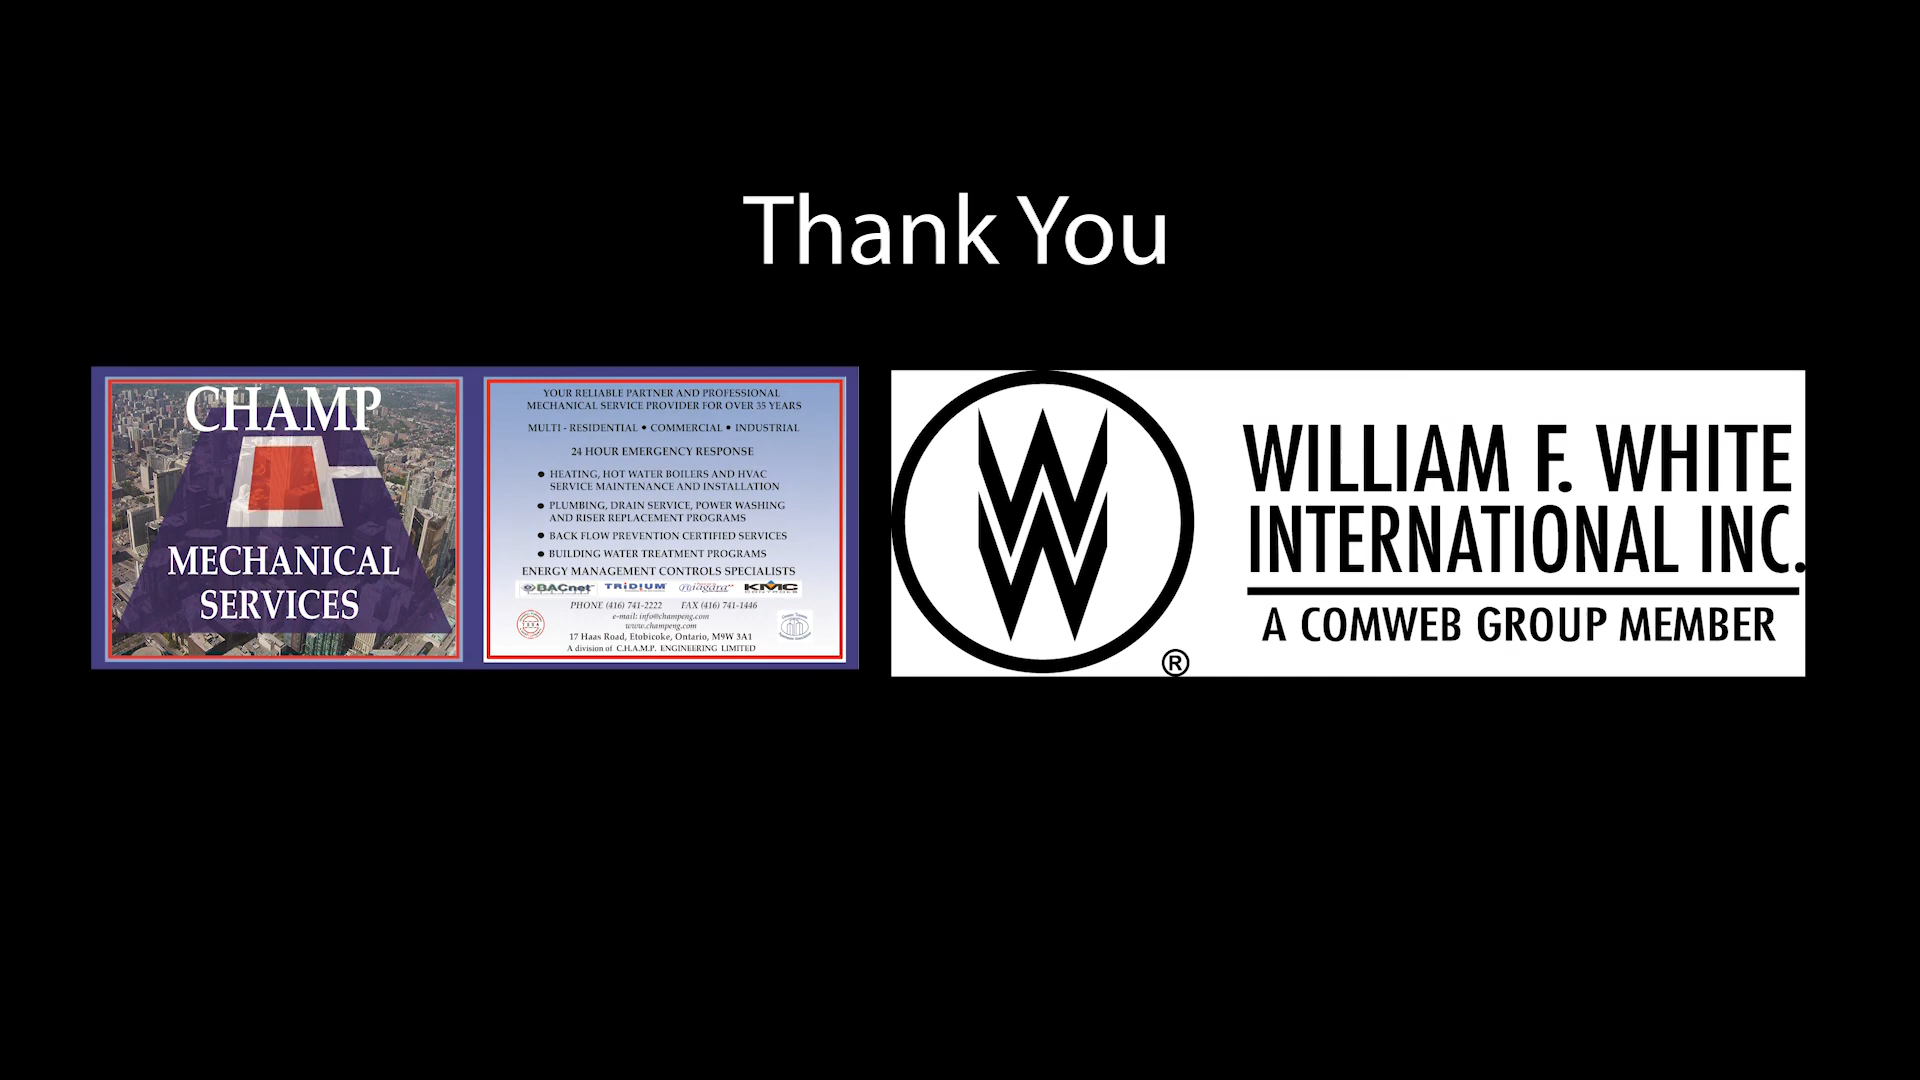 Thank You
CHAMP
MECHANICAL
SERVICES
YOUR RELIABLE PARTNER AND PROFESSIONAL
MECHANICAL SERVICE PROVIDER FOR OVER 35 YEARS
MULTI - RESIDENTIAL • COMMERCIAL • INDUSTRIAL
24 HOUR EMERGENCY RESPONSE
● HEATING, HOT WATER BOILERS AND HVAC
SERVICE MAINTENANCE AND INSTALLATION
● PLUMBING, DRAIN SERVICE, POWER WASHING
AND RISER REPLACEMENT PROGRAMS
● BACK FLOW PREVENTION CERTIFIED SERVICES
● BUILDING WATER TREATMENT PROGRAMS
ENERGY MANAGEMENT CONTROLS SPECIALISTS
BACnet TRIDIUM Niagara KMC
CONTROLS
PHONE (416) 741-2222 FAX (416) 741-1446
e-mail: info@champeng.com
www.champeng.com
17 Haas Road, Etobicoke, Ontario, M9W 3A1
A division of C.H.A.M.P. ENGINEERING LIMITED
WILLIAM F. WHITE
INTERNATIONAL INC.
A COMWEB GROUP MEMBER
®